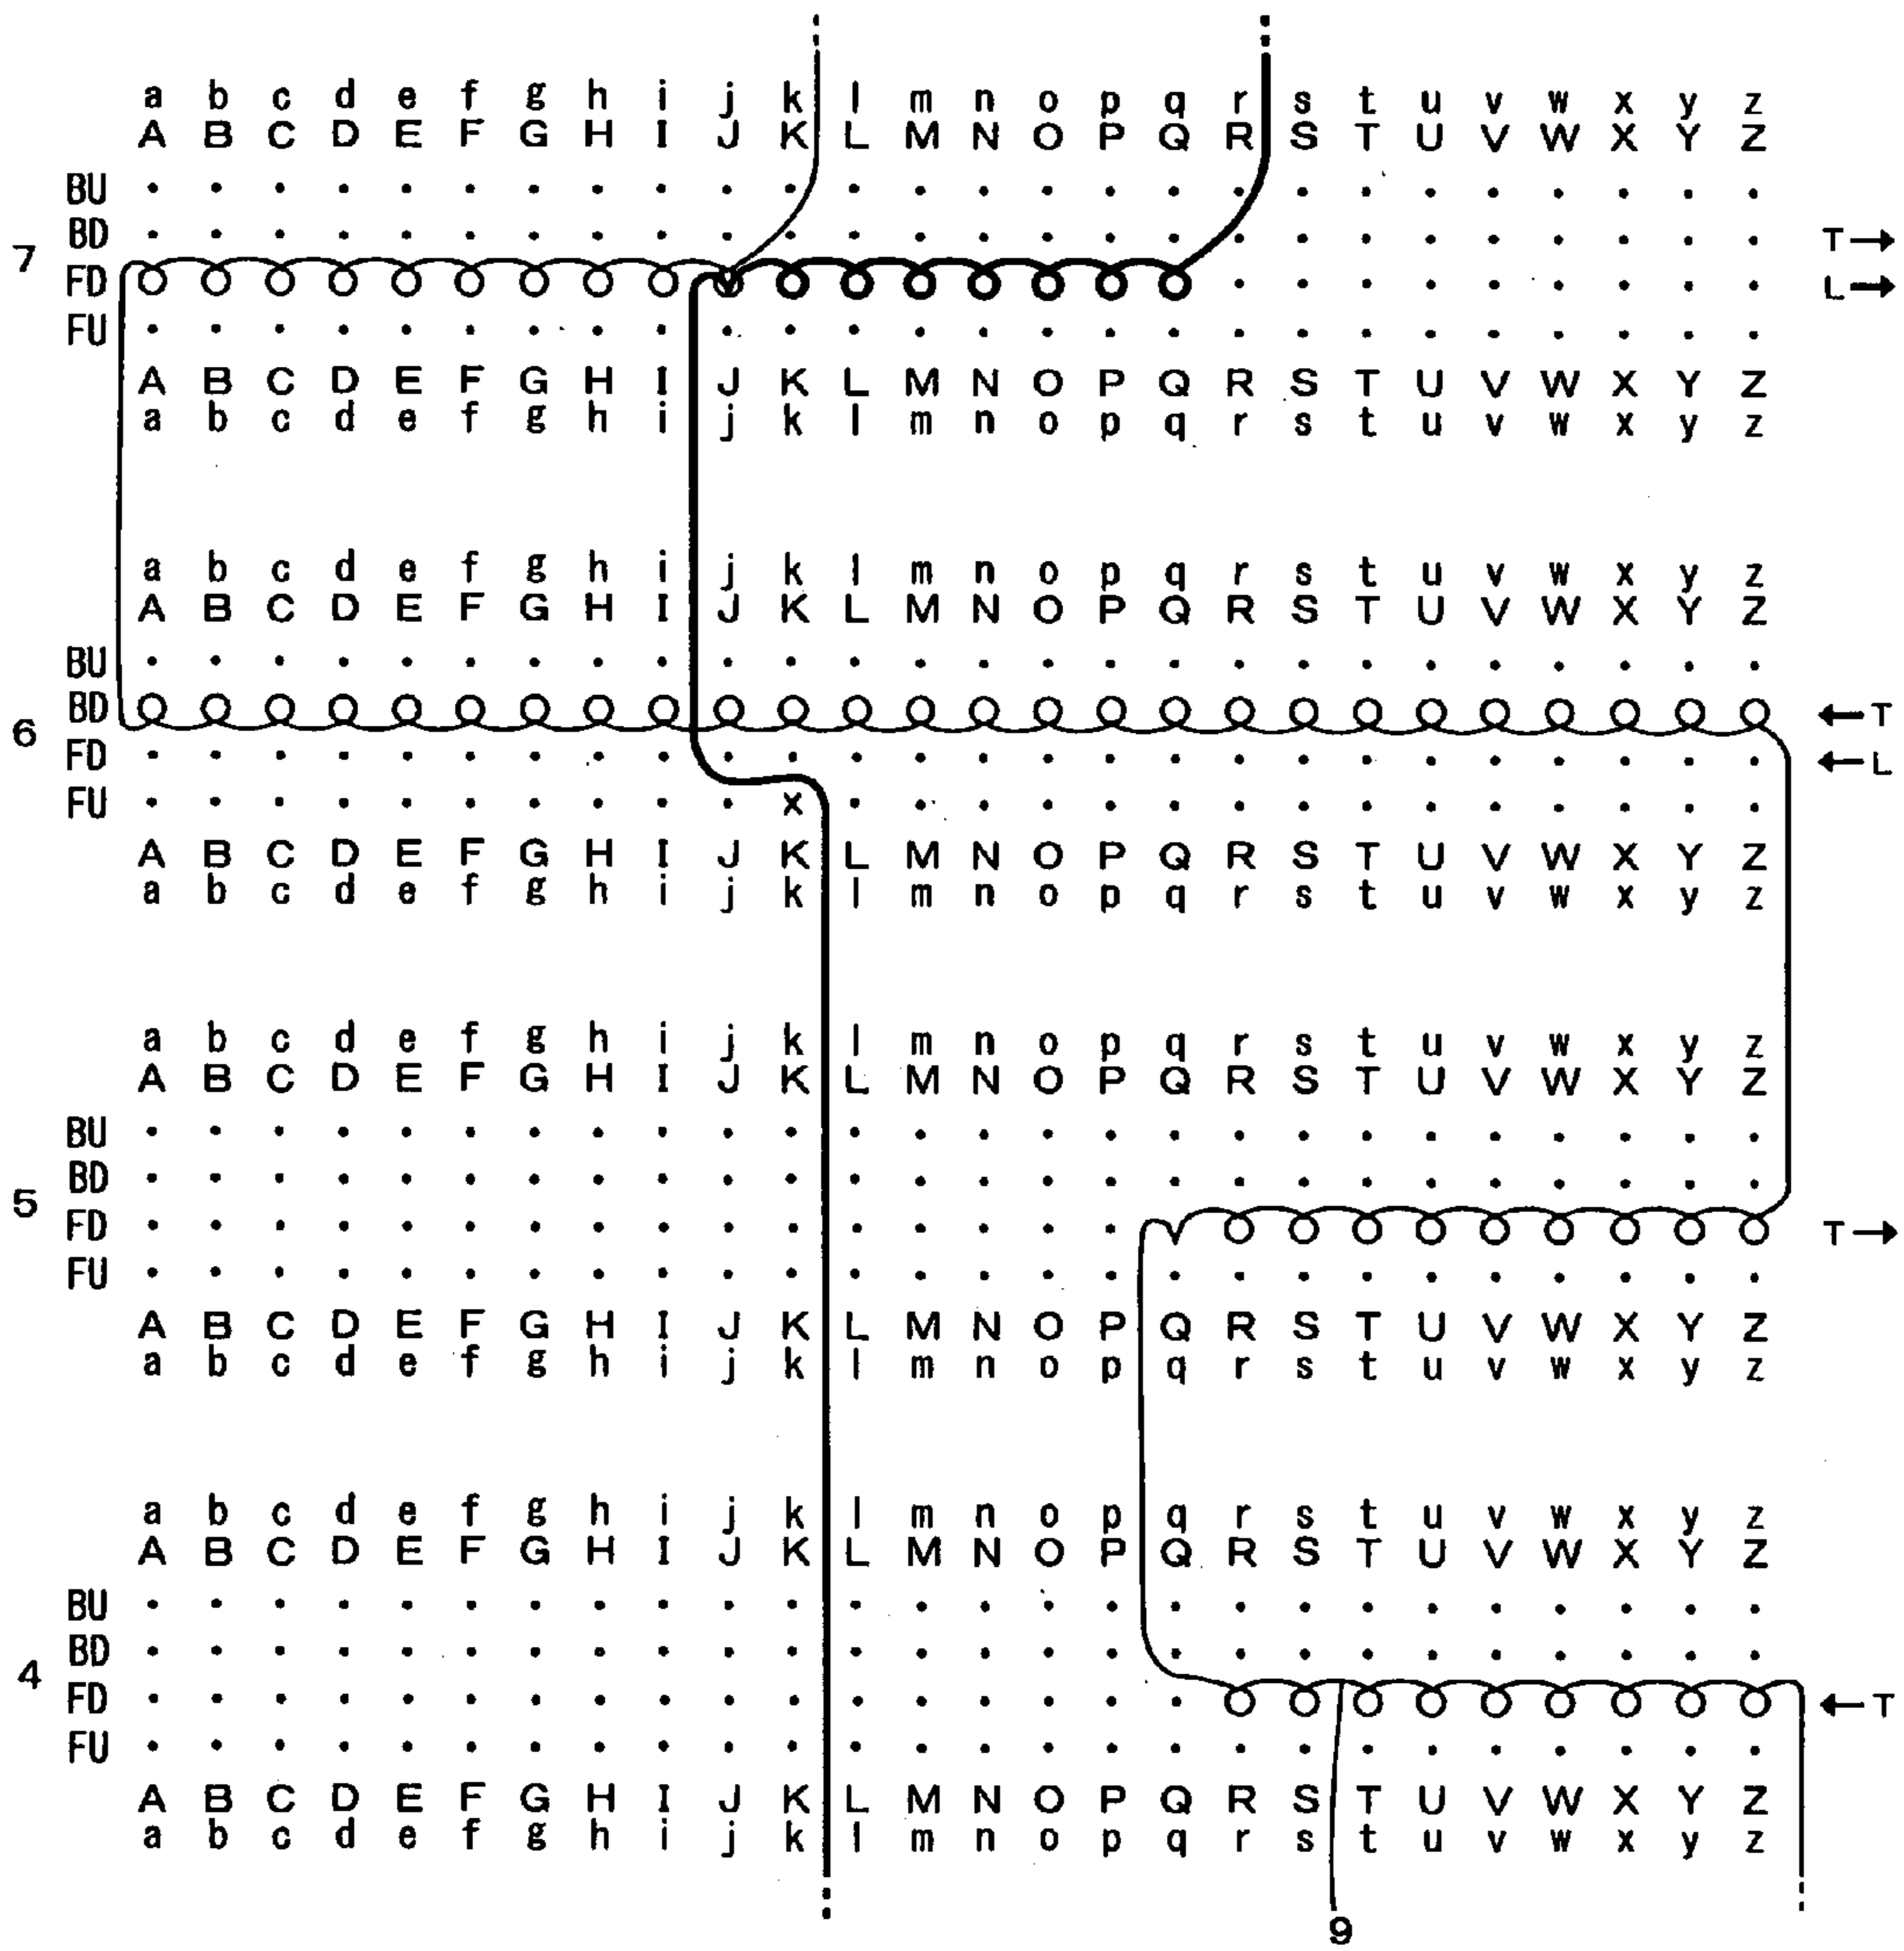 a b c d e f g h i j k l m n o p q r s t u v w x y z
A B C D E F G H I J K L M N O P Q R S T U V W X Y Z
BU
BD T→
7
FD L→
FU
A B C D E F G H I J K L M N O P Q R S T U V W X Y Z
a b c d e f g h i j k l m n o p q r s t u v w x y z
a b c d e f g h i j k l m n o p q r s t u v w x y z
A B C D E F G H I J K L M N O P Q R S T U V W X Y Z
BU
BD ←T
6
FD ←L
FU x
A B C D E F G H I J K L M N O P Q R S T U V W X Y Z
a b c d e f g h i j k l m n o p q r s t u v w x y z
a b c d e f g h i j k l m n o p q r s t u v w x y z
A B C D E F G H I J K L M N O P Q R S T U V W X Y Z
BU
BD
5
FD T→
FU
A B C D E F G H I J K L M N O P Q R S T U V W X Y Z
a b c d e f g h i j k l m n o p q r s t u v w x y z
a b c d e f g h i j k l m n o p q r s t u v w x y z
A B C D E F G H I J K L M N O P Q R S T U V W X Y Z
BU
BD
4
FD ←T
FU
A B C D E F G H I J K L M N O P Q R S T U V W X Y Z
a b c d e f g h i j k l m n o p q r s t u v w x y z
9